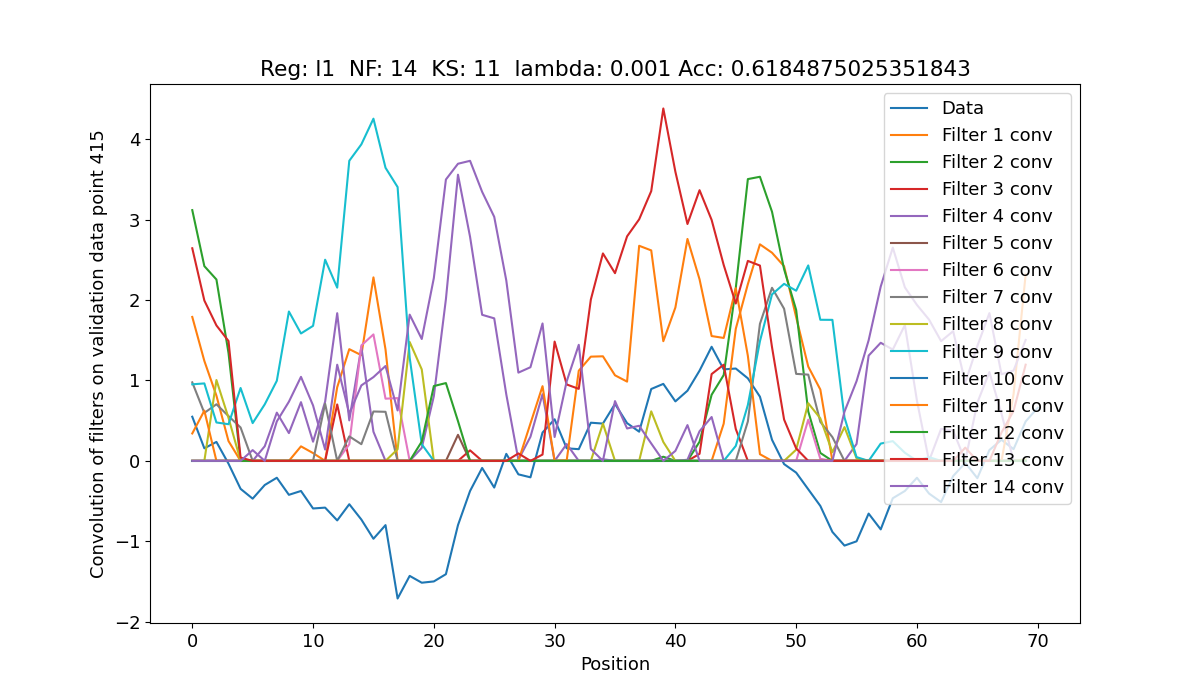 Reg: l1  NF: 14  KS: 11  lambda: 0.001 Acc: 0.6184875025351843
Convolution of filters on validation data point 415
4
3
2
1
0
−1
−2
Data
Filter 1 conv
Filter 2 conv
Filter 3 conv
Filter 4 conv
Filter 5 conv
Filter 6 conv
Filter 7 conv
Filter 8 conv
Filter 9 conv
Filter 10 conv
Filter 11 conv
Filter 12 conv
Filter 13 conv
Filter 14 conv
0 10 20 30 40 50 60 70
Position